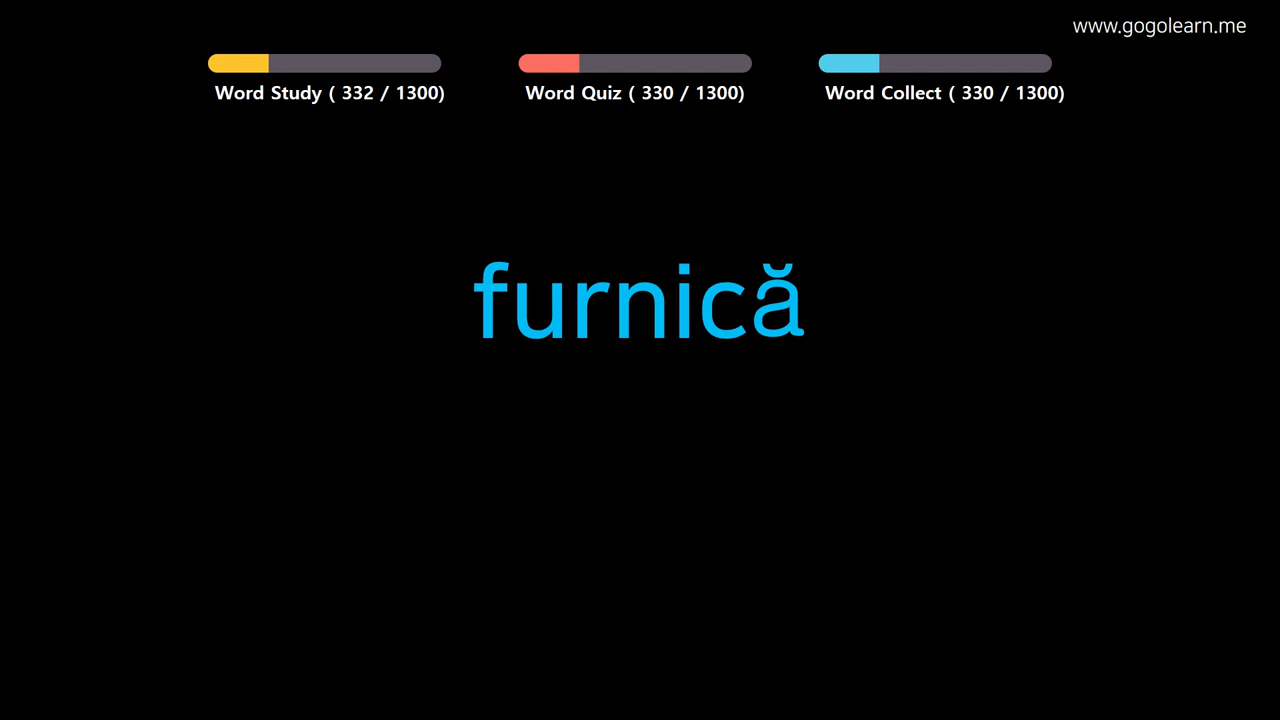 www.gogolearn.me
Word Study ( 332 / 1300)
Word Quiz ( 330 / 1300)
Word Collect ( 330 / 1300)
furnică